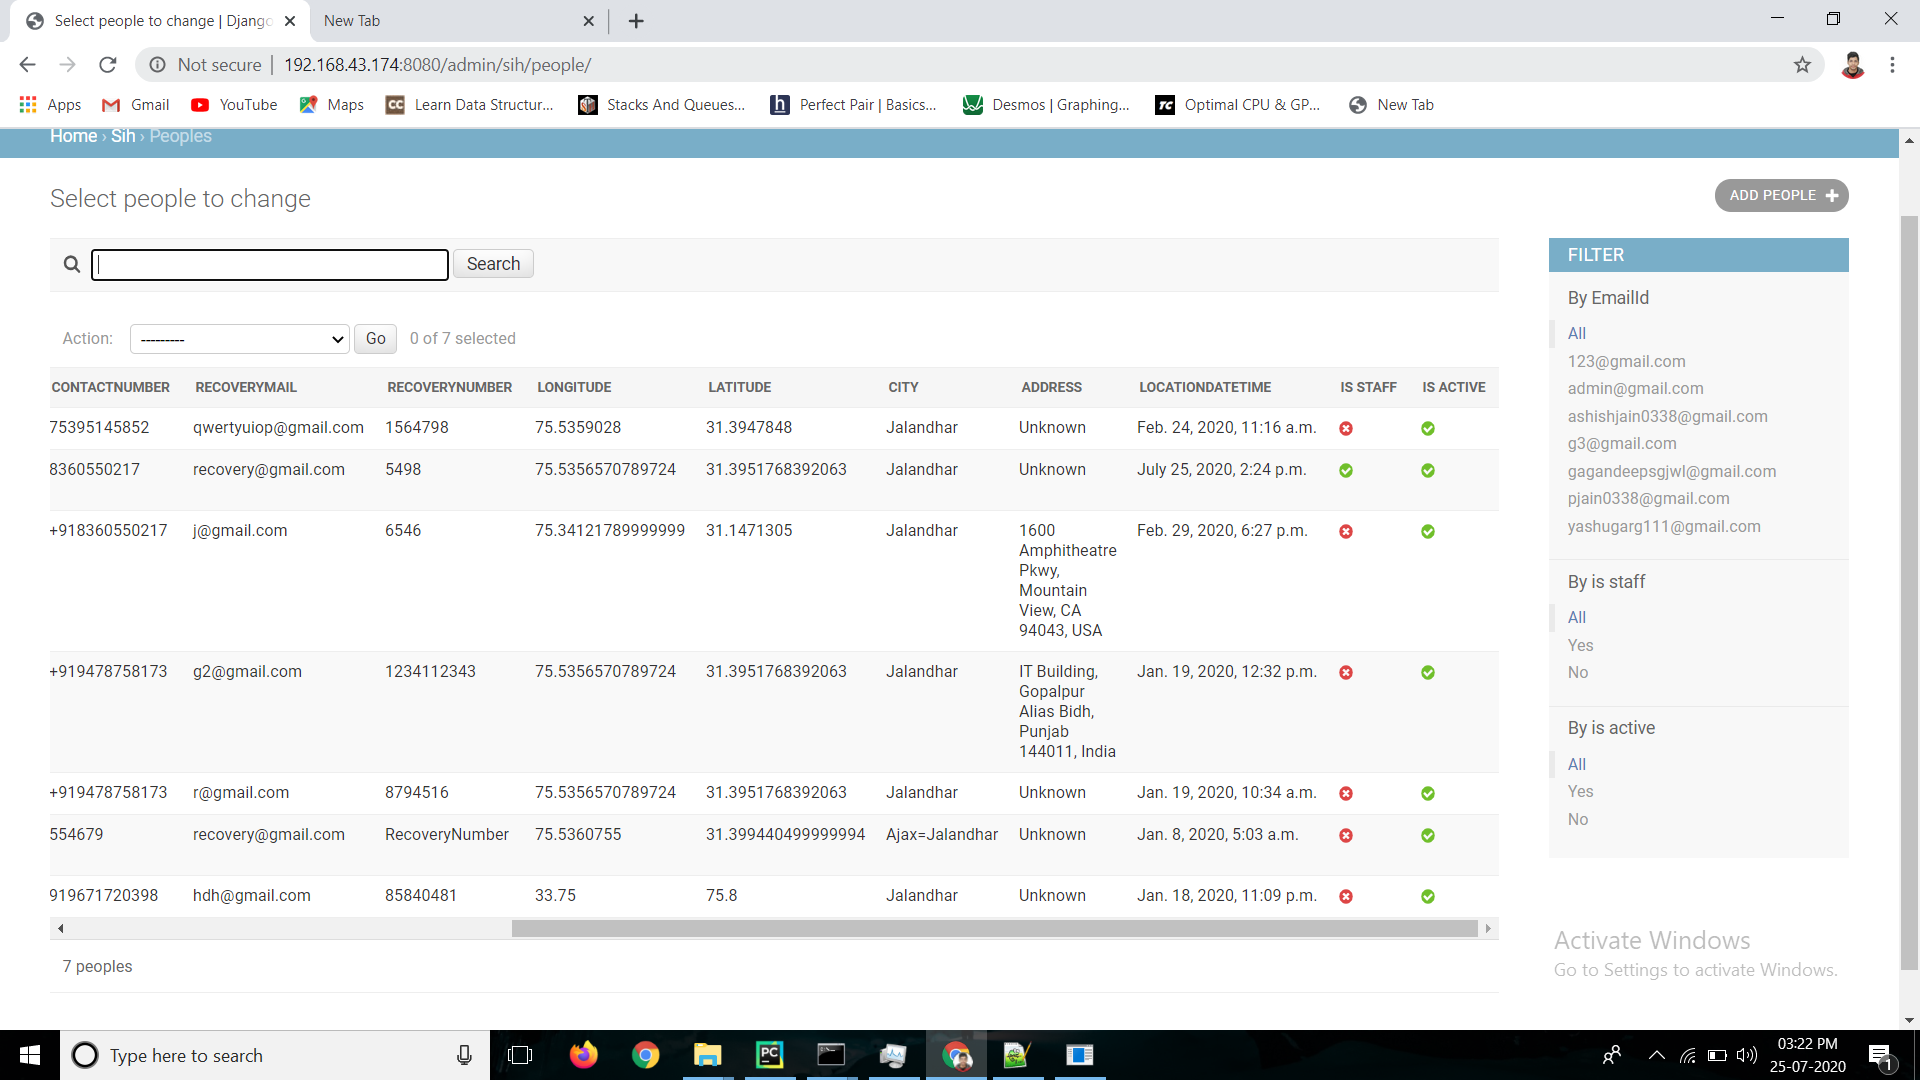 Select people to change | Django
New Tab
Not secure | 192.168.43.174:8080/admin/sih/people/
Apps Gmail YouTube Maps Learn Data Structur... Stacks And Queues... Perfect Pair | Basics... Desmos | Graphing... Optimal CPU & GP... New Tab
Home › Sih › Peoples
Select people to change
ADD PEOPLE +
Search
Action: --------- Go 0 of 7 selected
CONTACTNUMBER RECOVERYMAIL RECOVERYNUMBER LONGITUDE LATITUDE CITY ADDRESS LOCATIONDATETIME IS STAFF IS ACTIVE
75395145852 qwertyuiop@gmail.com 1564798 75.5359028 31.3947848 Jalandhar Unknown Feb. 24, 2020, 11:16 a.m.
8360550217 recovery@gmail.com 5498 75.5356570789724 31.3951768392063 Jalandhar Unknown July 25, 2020, 2:24 p.m.
+918360550217 j@gmail.com 6546 75.34121789999999 31.1471305 Jalandhar 1600 Feb. 29, 2020, 6:27 p.m.
Amphitheatre
Pkwy,
Mountain
View, CA
94043, USA
+919478758173 g2@gmail.com 1234112343 75.5356570789724 31.3951768392063 Jalandhar IT Building, Jan. 19, 2020, 12:32 p.m.
Gopalpur
Alias Bidh,
Punjab
144011, India
+919478758173 r@gmail.com 8794516 75.5356570789724 31.3951768392063 Jalandhar Unknown Jan. 19, 2020, 10:34 a.m.
554679 recovery@gmail.com RecoveryNumber 75.5360755 31.399440499999994 Ajax=Jalandhar Unknown Jan. 8, 2020, 5:03 a.m.
919671720398 hdh@gmail.com 85840481 33.75 75.8 Jalandhar Unknown Jan. 18, 2020, 11:09 p.m.
7 peoples
FILTER
By EmailId
All
123@gmail.com
admin@gmail.com
ashishjain0338@gmail.com
g3@gmail.com
gagandeepsgjwl@gmail.com
pjain0338@gmail.com
yashugarg111@gmail.com
By is staff
All
Yes
No
By is active
All
Yes
No
Activate Windows
Go to Settings to activate Windows.
Type here to search
03:22 PM
25-07-2020
1